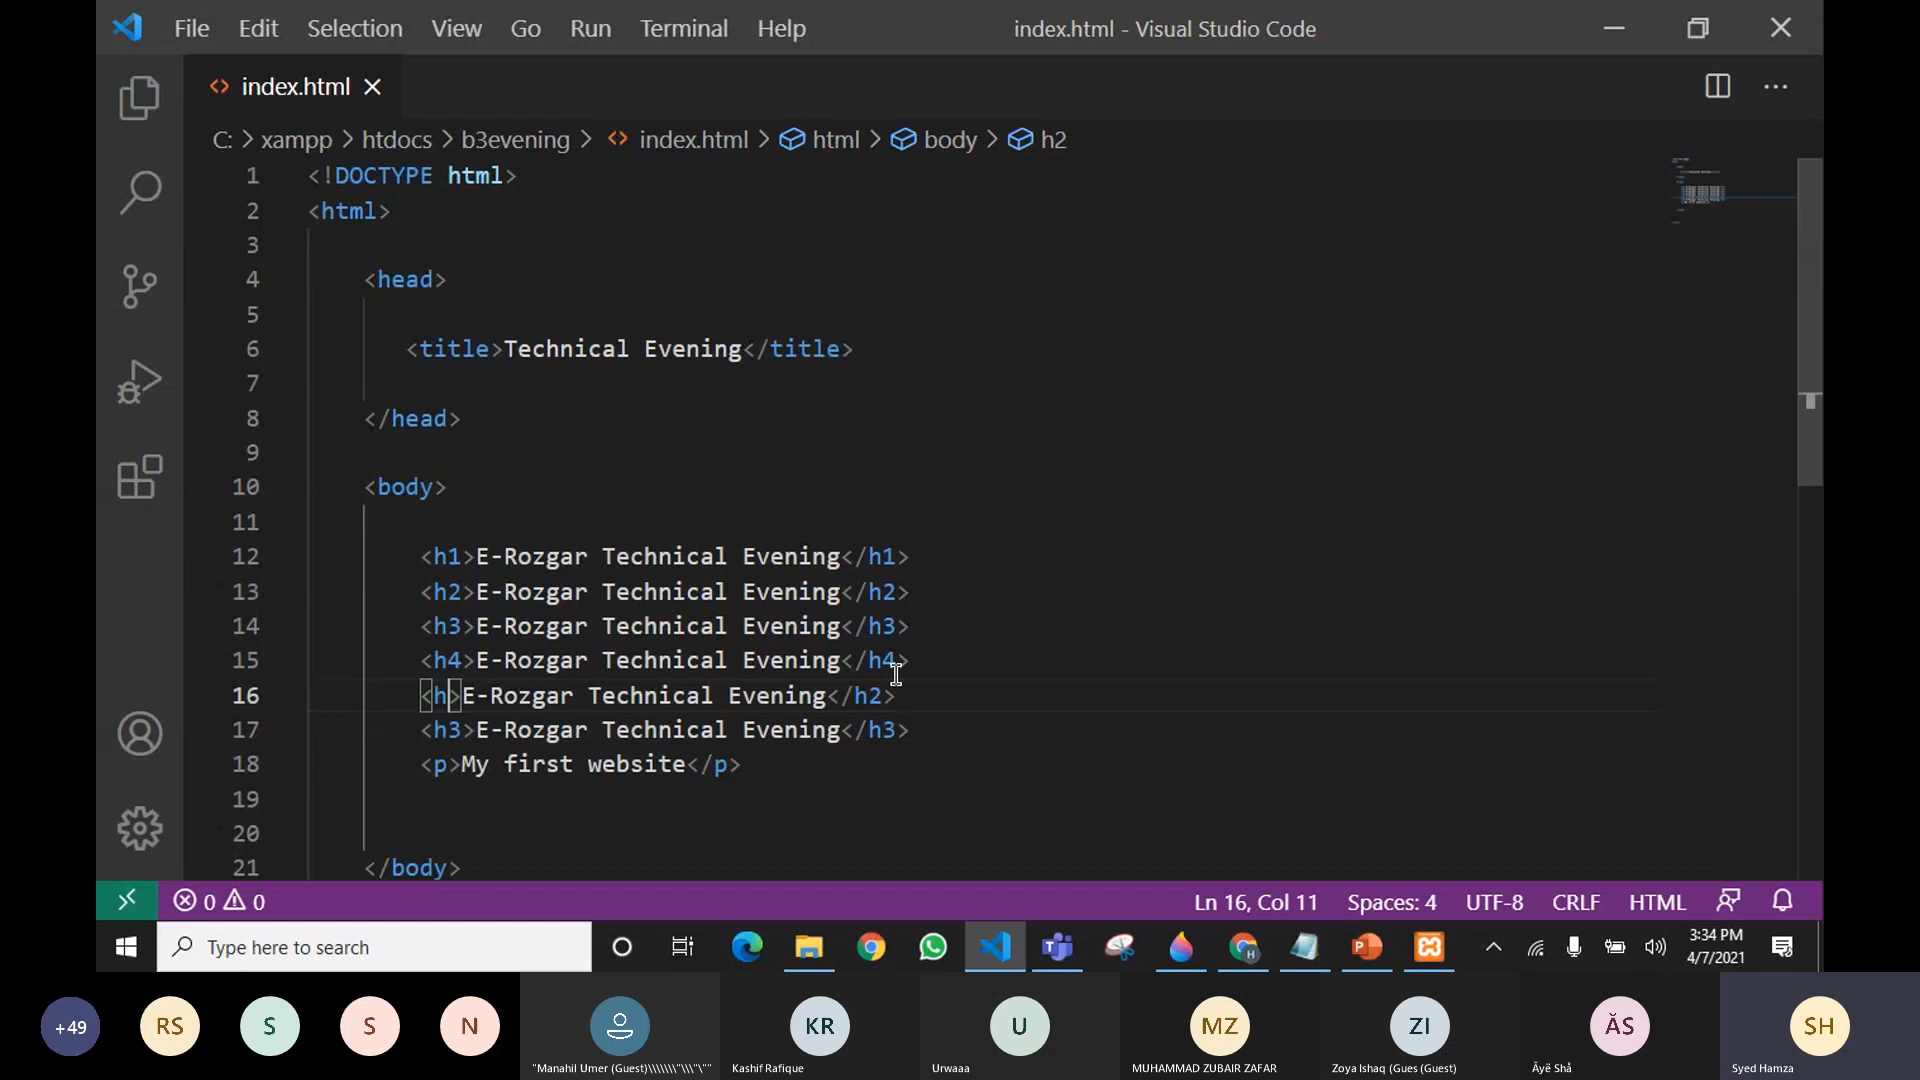 File Edit Selection View Go Run Terminal Help index.html - Visual Studio Code
index.html
C: > xampp > htdocs > b3evening > index.html > html > body > h2
1 <!DOCTYPE html>
2 <html>
3
4 <head>
5
6 <title>Technical Evening</title>
7
8 </head>
9
10 <body>
11
12 <h1>E-Rozgar Technical Evening</h1>
13 <h2>E-Rozgar Technical Evening</h2>
14 <h3>E-Rozgar Technical Evening</h3>
15 <h4>E-Rozgar Technical Evening</h4>
16 <h>E-Rozgar Technical Evening</h2>
17 <h3>E-Rozgar Technical Evening</h3>
18 <p>My first website</p>
19
20
21 </body>
0 0 Ln 16, Col 11 Spaces: 4 UTF-8 CRLF HTML
Type here to search
3:34 PM
4/7/2021
+49 RS S S N KR U MZ ZI ĂS SH
"Manahil Umer (Guest)\\\\\\\"\\\"\"" Kashif Rafique Urwaaa MUHAMMAD ZUBAIR ZAFAR Zoya Ishaq (Gues (Guest) Ăyë Shå Syed Hamza